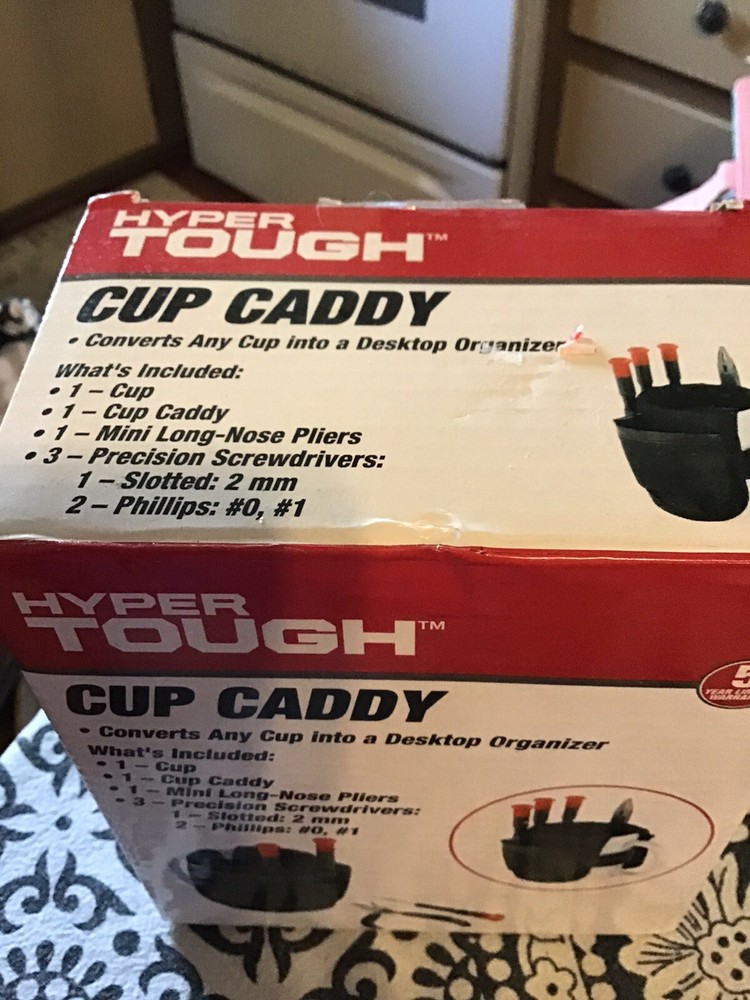 HYPER
TOUGH™
CUP CADDY
• Converts Any Cup into a Desktop Organizer
What's Included:
• 1 – Cup
• 1 – Cup Caddy
• 1 – Mini Long-Nose Pliers
• 3 – Precision Screwdrivers:
1 – Slotted: 2 mm
2 – Phillips: #0, #1
HYPER
TOUGH™
5
YEAR
CUP CADDY
• Converts Any Cup into a Desktop Organizer
What's Included:
• 1 – Cup
• 1 – Cup Caddy
• 1 – Mini Long-Nose Pliers
• 3 – Precision Screwdrivers:
1 – Slotted: 2 mm
2 – Phillips: #0, #1